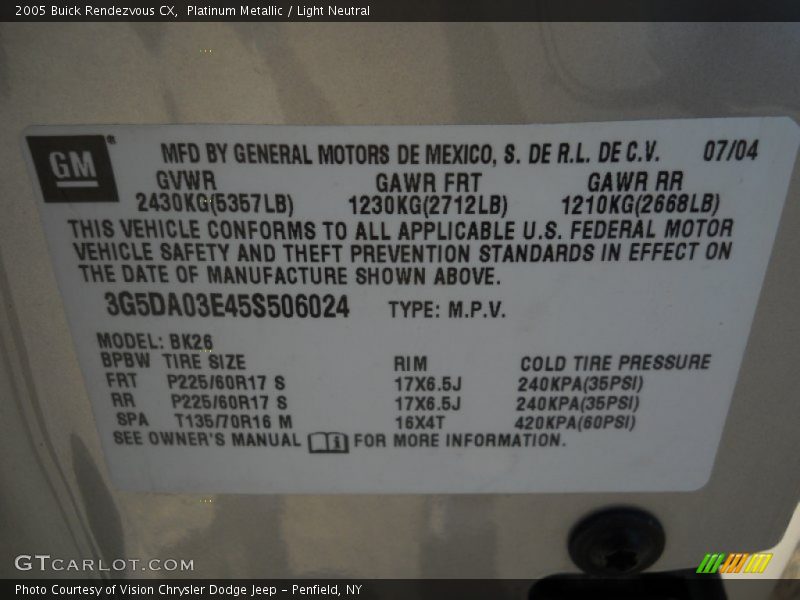 2005 Buick Rendezvous CX,  Platinum Metallic / Light Neutral
GM® MFD BY GENERAL MOTORS DE MEXICO, S. DE R.L. DE C.V. 07/04
GVWR GAWR FRT GAWR RR
2430KG(5357LB) 1230KG(2712LB) 1210KG(2668LB)
THIS VEHICLE CONFORMS TO ALL APPLICABLE U.S. FEDERAL MOTOR
VEHICLE SAFETY AND THEFT PREVENTION STANDARDS IN EFFECT ON
THE DATE OF MANUFACTURE SHOWN ABOVE.
3G5DA03E45S506024 TYPE: M.P.V.
MODEL: BK26
BPBW TIRE SIZE RIM COLD TIRE PRESSURE
FRT P225/60R17 S 17X6.5J 240KPA(35PSI)
RR P225/60R17 S 17X6.5J 240KPA(35PSI)
SPA T135/70R16 M 16X4T 420KPA(60PSI)
SEE OWNER'S MANUAL FOR MORE INFORMATION.
GTCARLOT.COM
Photo Courtesy of Vision Chrysler Dodge Jeep – Penfield, NY